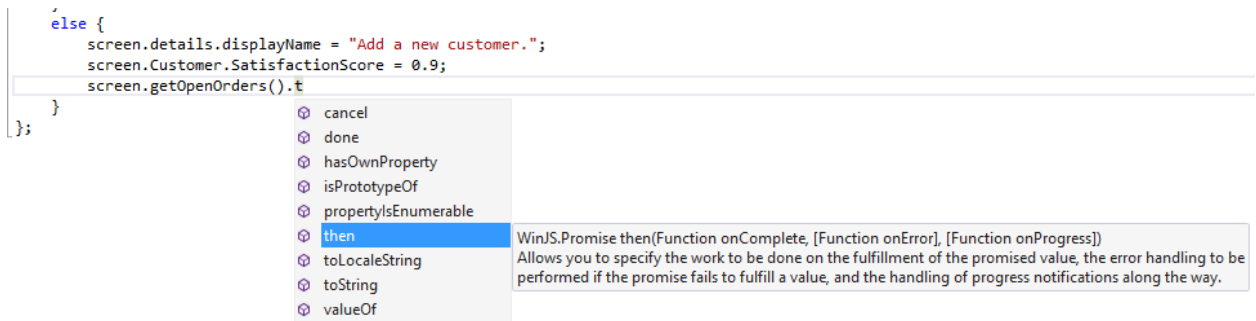 }
else {
screen.details.displayName = "Add a new customer.";
screen.Customer.SatisfactionScore = 0.9;
screen.getOpenOrders().t
}
};
cancel
done
hasOwnProperty
isPrototypeOf
propertyIsEnumerable
then
toLocaleString
toString
valueOf
WinJS.Promise then(Function onComplete, [Function onError], [Function onProgress])
Allows you to specify the work to be done on the fulfillment of the promised value, the error handling to be
performed if the promise fails to fulfill a value, and the handling of progress notifications along the way.